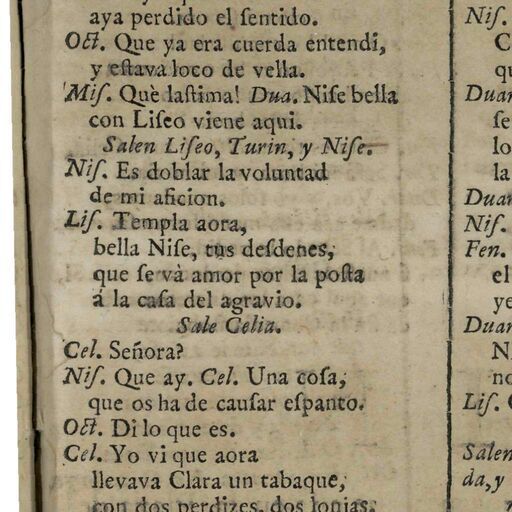 aya perdido el ſentido.
Oct. Que ya era cuerda entendi,
y eſtava loco de vella.
Miſ. Què laſtima! Dua. Niſe bella
con Liſeo viene aqui.
Salen Liſeo, Turin, y Niſe.
Niſ. Es doblar la voluntad
de mi aficion.
Liſ. Templa aora,
bella Niſe, tus deſdenes,
que ſe và amor por la poſta
à la caſa del agravio.
Sale Celia.
Cel. Señora?
Niſ. Que ay. Cel. Una coſa,
que os ha de cauſar eſpanto.
Oct. Di lo que es.
Cel. Yo vi que aora
llevava Clara un tabaque,
con dos perdizes, dos lonjas,
Niſ.
C
qu
Duar
ſe
lo
la
Duar
Niſ.
Fen.
el
ye
Duar
N
no
Liſ.
Salen
da, y